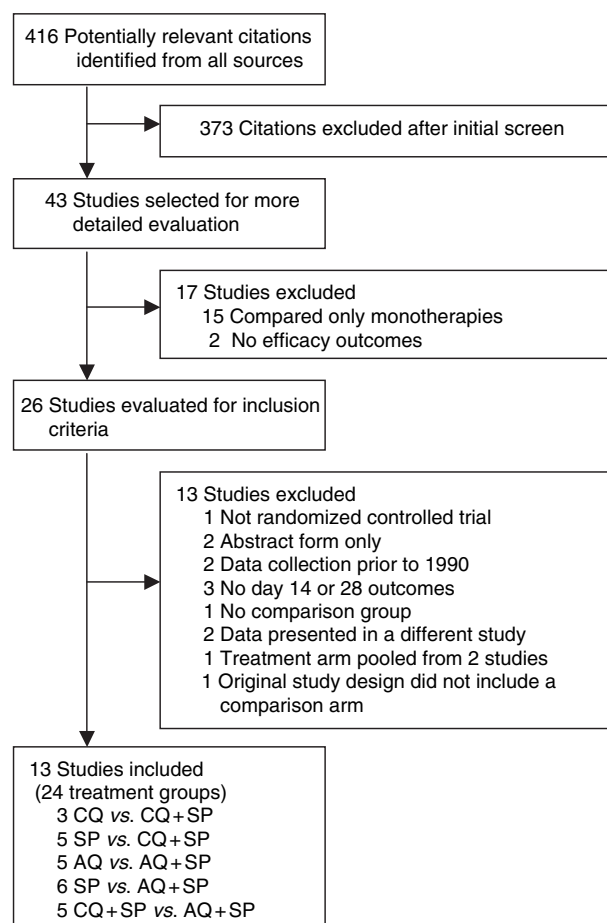 416 Potentially relevant citations
identified from all sources
373 Citations excluded after initial screen
43 Studies selected for more
detailed evaluation
17 Studies excluded
15 Compared only monotherapies
2 No efficacy outcomes
26 Studies evaluated for inclusion
criteria
13 Studies excluded
1 Not randomized controlled trial
2 Abstract form only
2 Data collection prior to 1990
3 No day 14 or 28 outcomes
1 No comparison group
2 Data presented in a different study
1 Treatment arm pooled from 2 studies
1 Original study design did not include a
comparison arm
13 Studies included
(24 treatment groups)
3 CQ vs. CQ+SP
5 SP vs. CQ+SP
5 AQ vs. AQ+SP
6 SP vs. AQ+SP
5 CQ+SP vs. AQ+SP